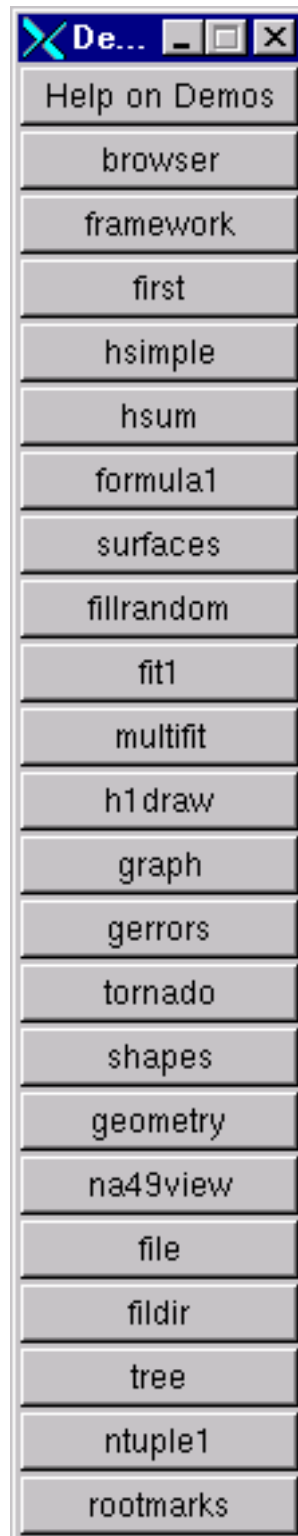 De...
Help on Demos
browser
framework
first
hsimple
hsum
formula1
surfaces
fillrandom
fit1
multifit
h1draw
graph
gerrors
tornado
shapes
geometry
na49view
file
fildir
tree
ntuple1
rootmarks